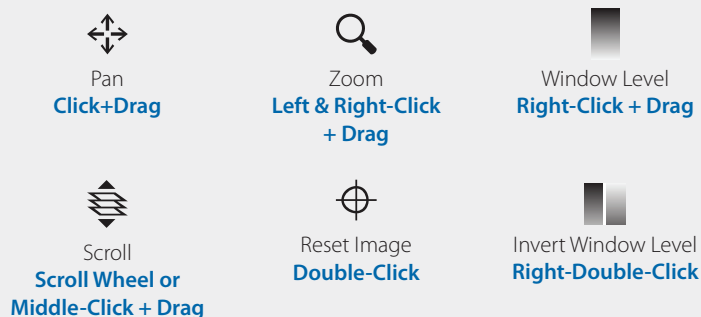 Pan
Click+Drag
Zoom
Left & Right-Click
+ Drag
Window Level
Right-Click + Drag
Scroll
Scroll Wheel or
Middle-Click + Drag
Reset Image
Double-Click
Invert Window Level
Right-Double-Click